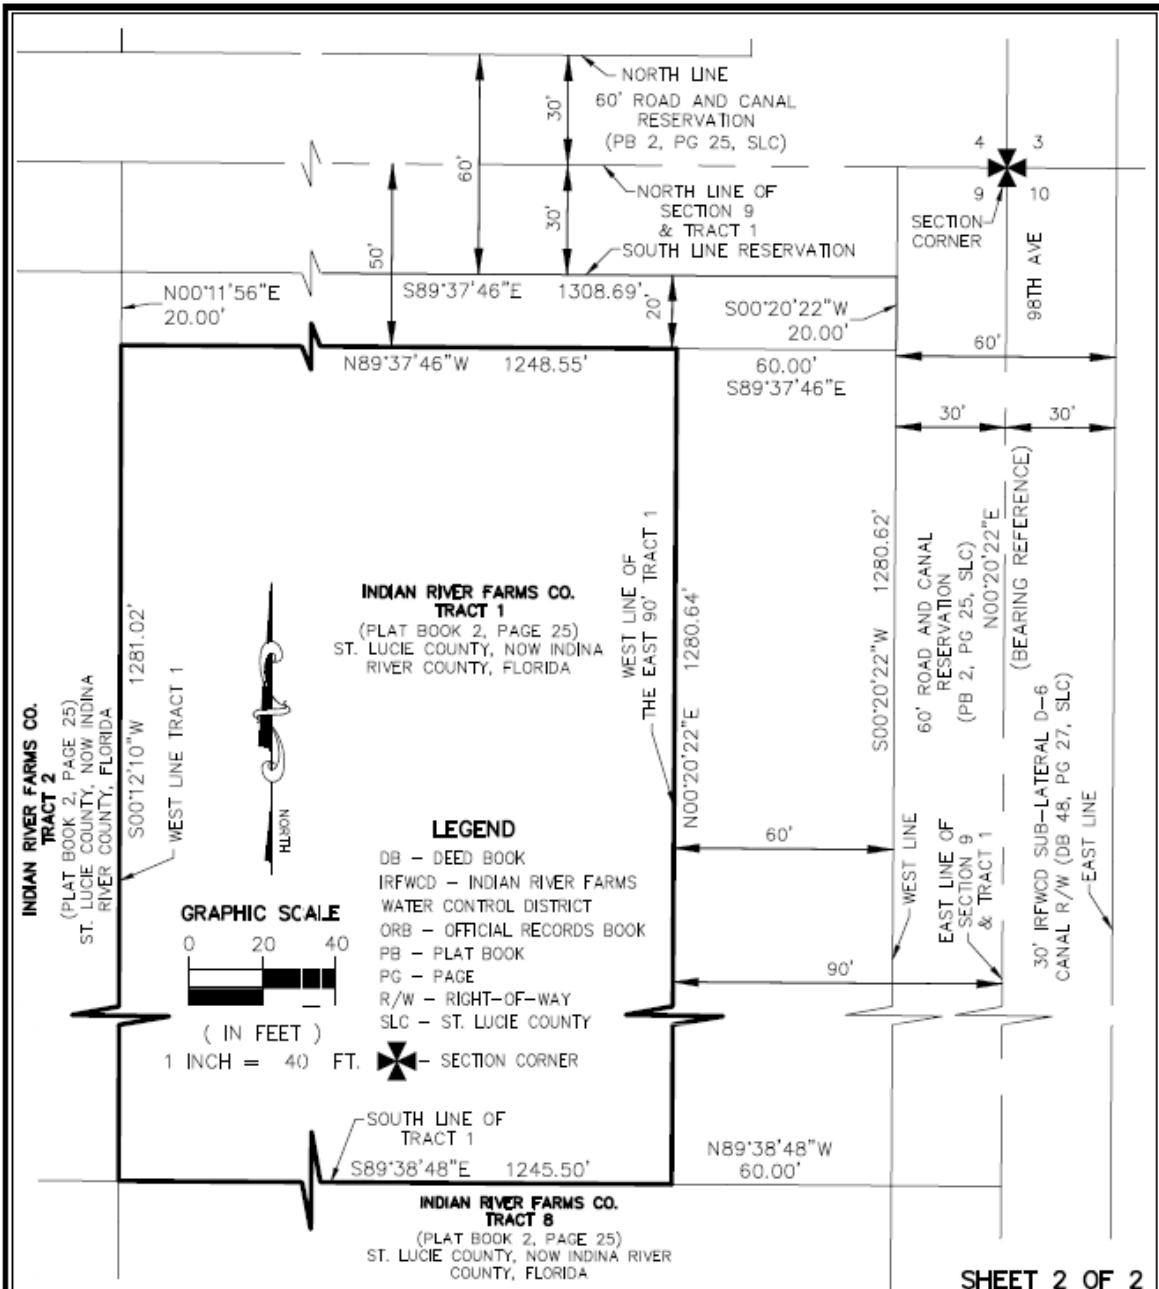 NORTH LINE
60' ROAD AND CANAL
RESERVATION
(PB 2, PG 25, SLC)
30'
60'
4 3
9 10
NORTH LINE OF
SECTION 9
& TRACT 1
30'
SECTION
CORNER
98TH AVE
50'
SOUTH LINE RESERVATION
N00°11'56"E
20.00'
S89°37'46"E 1308.69'
20'
S00°20'22"W
20.00'
60'
N89°37'46"W 1248.55'
60.00'
S89°37'46"E
30' 30'
INDIAN RIVER FARMS CO.
TRACT 2
(PLAT BOOK 2, PAGE 25)
ST. LUCIE COUNTY, NOW INDINA
RIVER COUNTY, FLORIDA
S00°12'10"W 1281.02'
WEST LINE TRACT 1
INDIAN RIVER FARMS CO.
TRACT 1
(PLAT BOOK 2, PAGE 25)
ST. LUCIE COUNTY, NOW INDINA
RIVER COUNTY, FLORIDA
WEST LINE OF
THE EAST 90' TRACT 1
N00°20'22"E 1280.64'
S00°20'22"W 1280.62'
60' ROAD AND CANAL
RESERVATION
(PB 2, PG 25, SLC)
N00°20'22"E
(BEARING REFERENCE)
30' IRFWCD SUB-LATERAL D-6
CANAL R/W (DB 48, PG 27, SLC)
EAST LINE
WEST LINE
EAST LINE OF
SECTION 9
& TRACT 1
60'
90'
NORTH
LEGEND
DB - DEED BOOK
IRFWCD - INDIAN RIVER FARMS
WATER CONTROL DISTRICT
ORB - OFFICIAL RECORDS BOOK
PB - PLAT BOOK
PG - PAGE
R/W - RIGHT-OF-WAY
SLC - ST. LUCIE COUNTY
- SECTION CORNER
GRAPHIC SCALE
0 20 40
( IN FEET )
1 INCH = 40 FT.
SOUTH LINE OF
TRACT 1
S89°38'48"E 1245.50'
N89°38'48"W
60.00'
INDIAN RIVER FARMS CO.
TRACT 8
(PLAT BOOK 2, PAGE 25)
ST. LUCIE COUNTY, NOW INDINA RIVER
COUNTY, FLORIDA
SHEET 2 OF 2